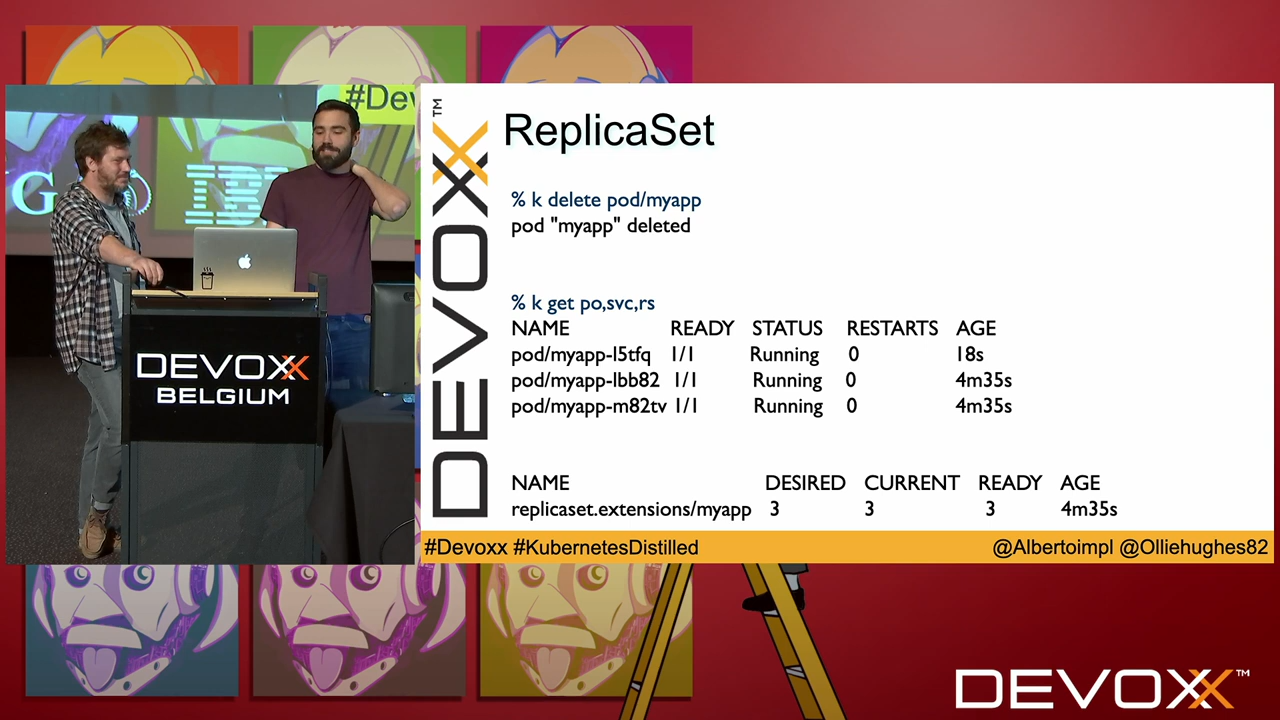 #Dev
G
IBM
DEVOXX
BELGIUM
DEVOXX™
ReplicaSet
% k delete pod/myapp
pod "myapp" deleted
% k get po,svc,rs
NAME READY STATUS RESTARTS AGE
pod/myapp-l5tfq 1/1 Running 0 18s
pod/myapp-lbb82 1/1 Running 0 4m35s
pod/myapp-m82tv 1/1 Running 0 4m35s
NAME DESIRED CURRENT READY AGE
replicaset.extensions/myapp 3 3 3 4m35s
#Devoxx #KubernetesDistilled @Albertoimpl @Olliehughes82
DEVOXX™